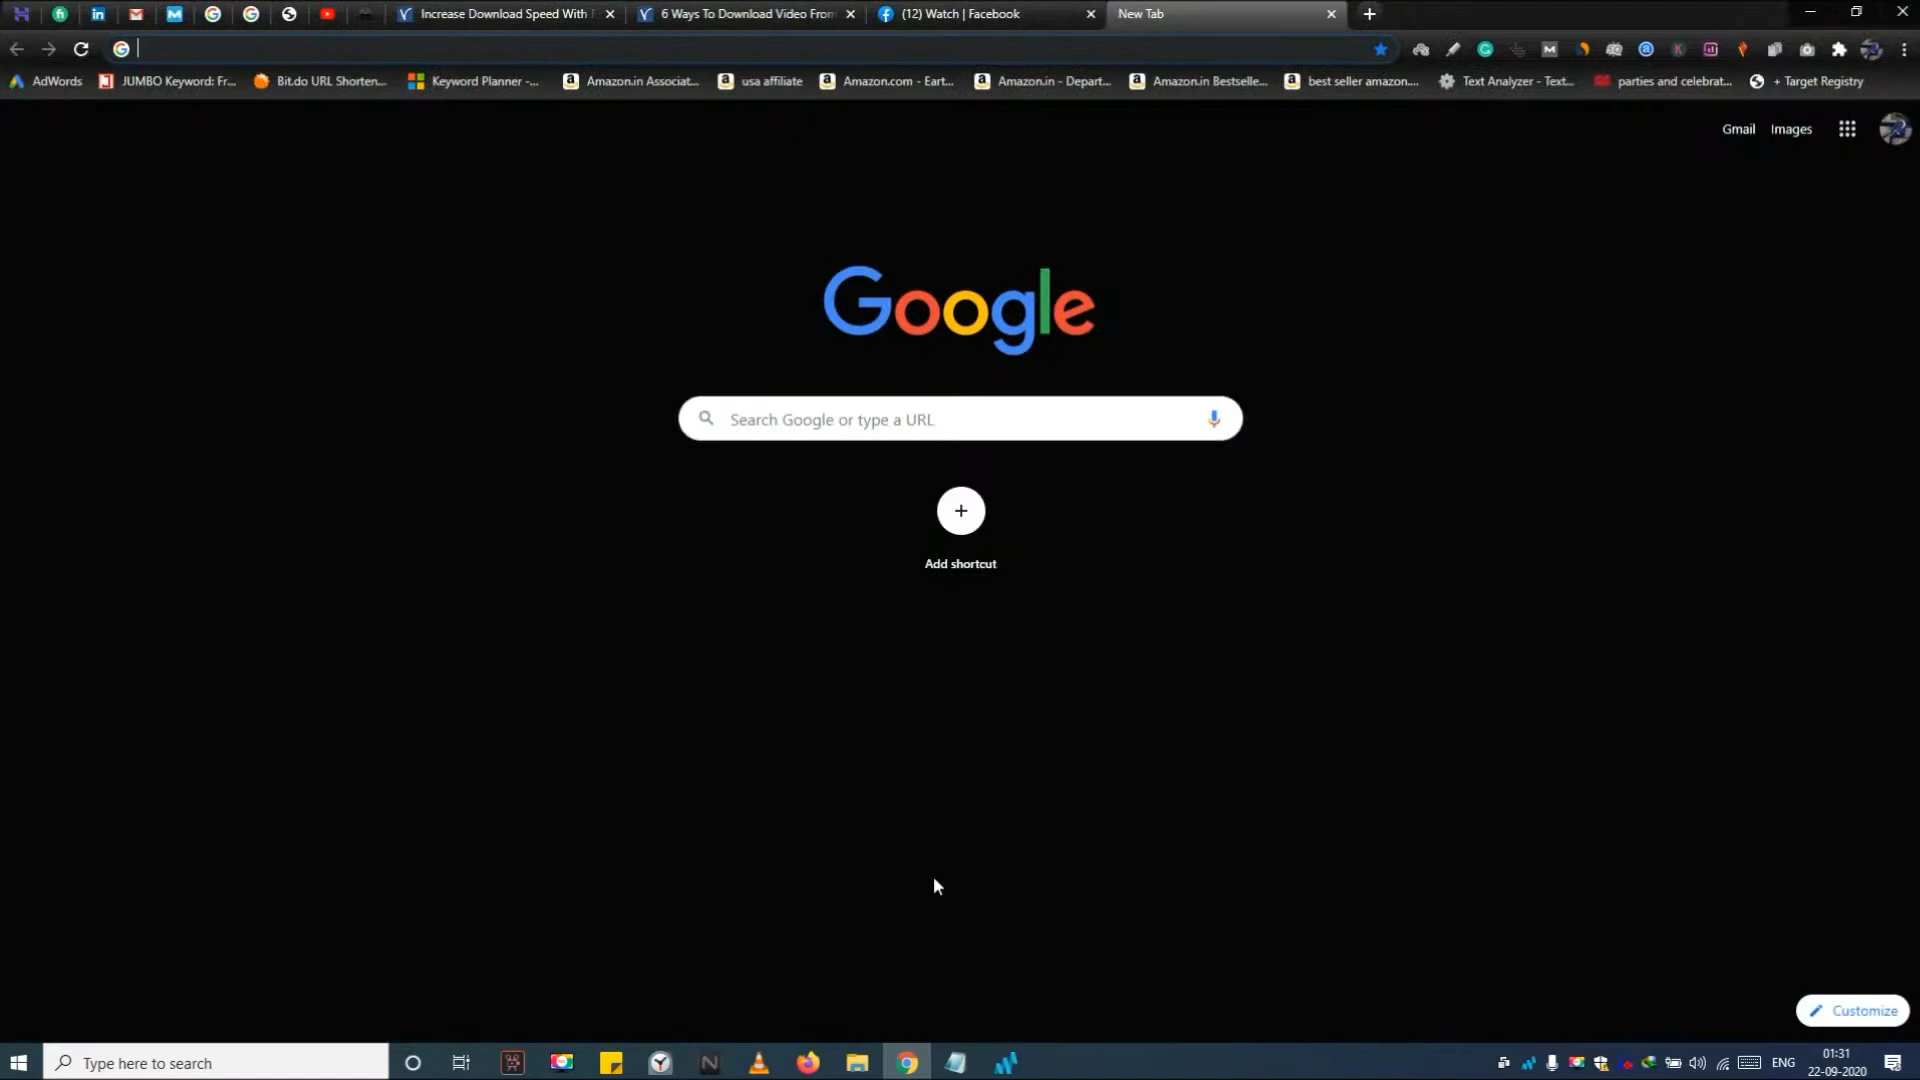 Increase Download Speed With
6 Ways To Download Video From
(12) Watch | Facebook
New Tab
AdWords
JUMBO Keyword: Fr...
Bit.do URL Shorten...
Keyword Planner -...
Amazon.in Associat...
usa affiliate
Amazon.com - Eart...
Amazon.in - Depart...
Amazon.in Bestselle...
best seller amazon....
Text Analyzer - Text...
parties and celebrat...
+ Target Registry
Gmail
Images
Google
Search Google or type a URL
Add shortcut
Customize
Type here to search
ENG
01:31
22-09-2020